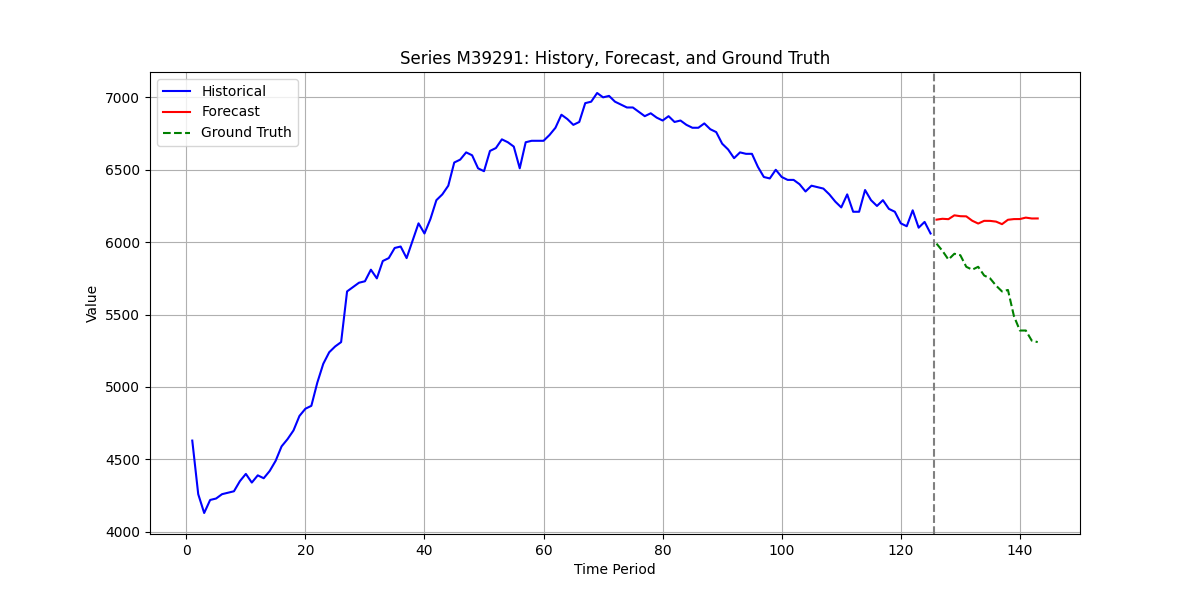 Series M39291: History, Forecast, and Ground Truth
Historical
Forecast
Ground Truth
7000
6500
6000
5500
5000
4500
4000
Value
0 20 40 60 80 100 120 140
Time Period